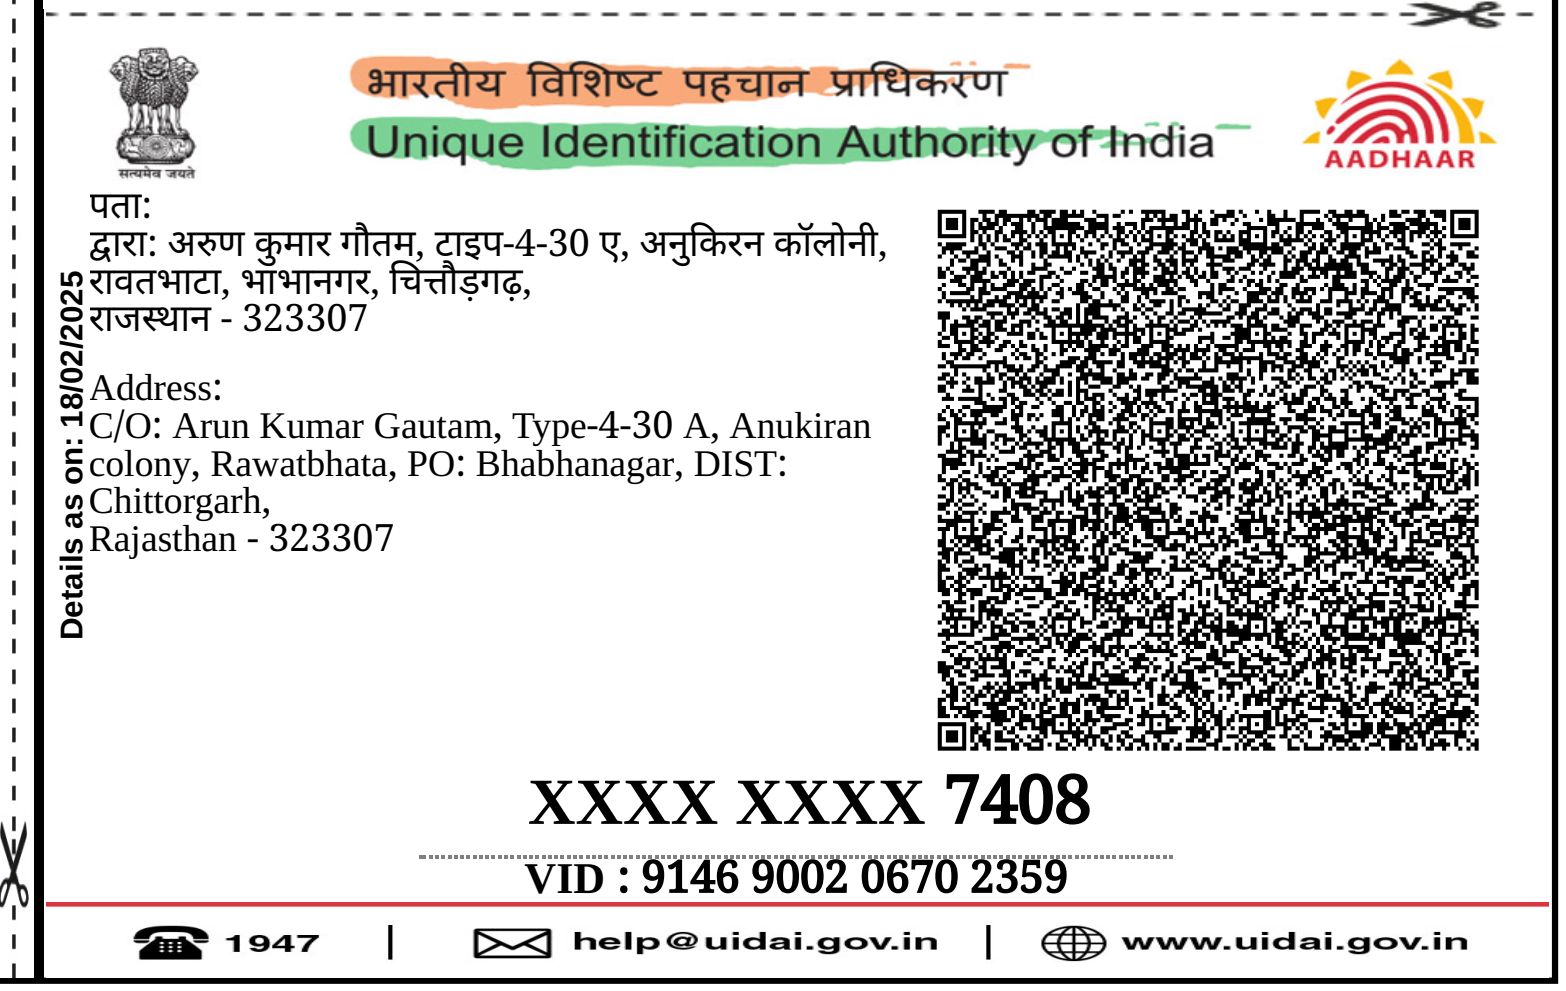 भारतीय विशिष्ट पहचान प्राधिकरण
Unique Identification Authority of India
सत्यमेव जयते
AADHAAR
पता:
द्वारा: अरुण कुमार गौतम, टाइप-4-30 ए, अनुकिरन कॉलोनी,
रावतभाटा, भाभानगर, चित्तौड़गढ़,
राजस्थान - 323307
Details as on: 18/02/2025
Address:
C/O: Arun Kumar Gautam, Type-4-30 A, Anukiran
colony, Rawatbhata, PO: Bhabhanagar, DIST:
Chittorgarh,
Rajasthan - 323307
XXXX XXXX 7408
VID : 9146 9002 0670 2359
1947 | help@uidai.gov.in | www.uidai.gov.in